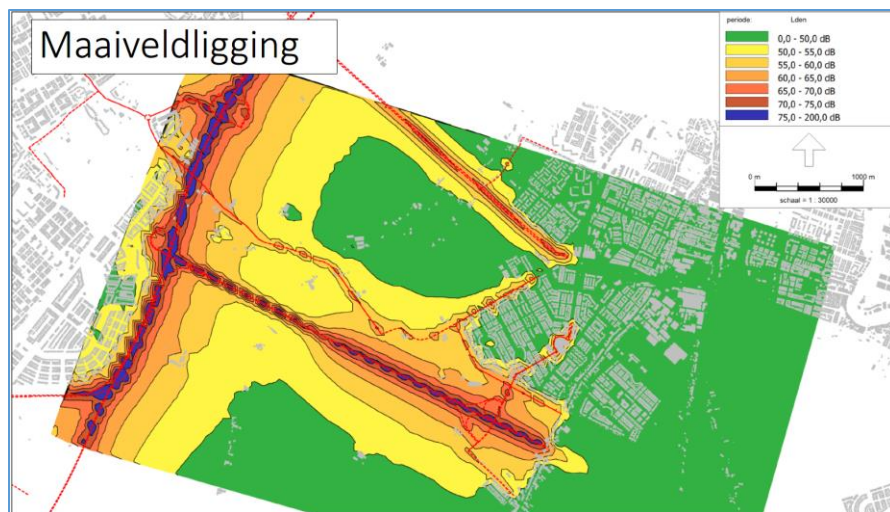 Maaiveldligging
periode: Lden
0,0 - 50,0 dB
50,0 - 55,0 dB
55,0 - 60,0 dB
60,0 - 65,0 dB
65,0 - 70,0 dB
70,0 - 75,0 dB
75,0 - 200,0 dB
0 m 1000 m
schaal = 1 : 30000